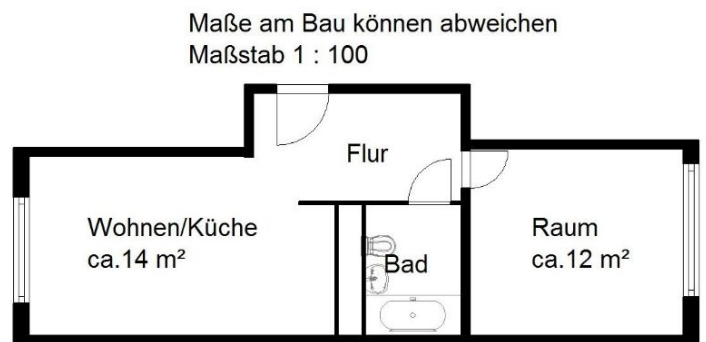 Maße am Bau können abweichen
Maßstab 1 : 100
Flur
Wohnen/Küche
ca.14 m²
Bad
Raum
ca.12 m²